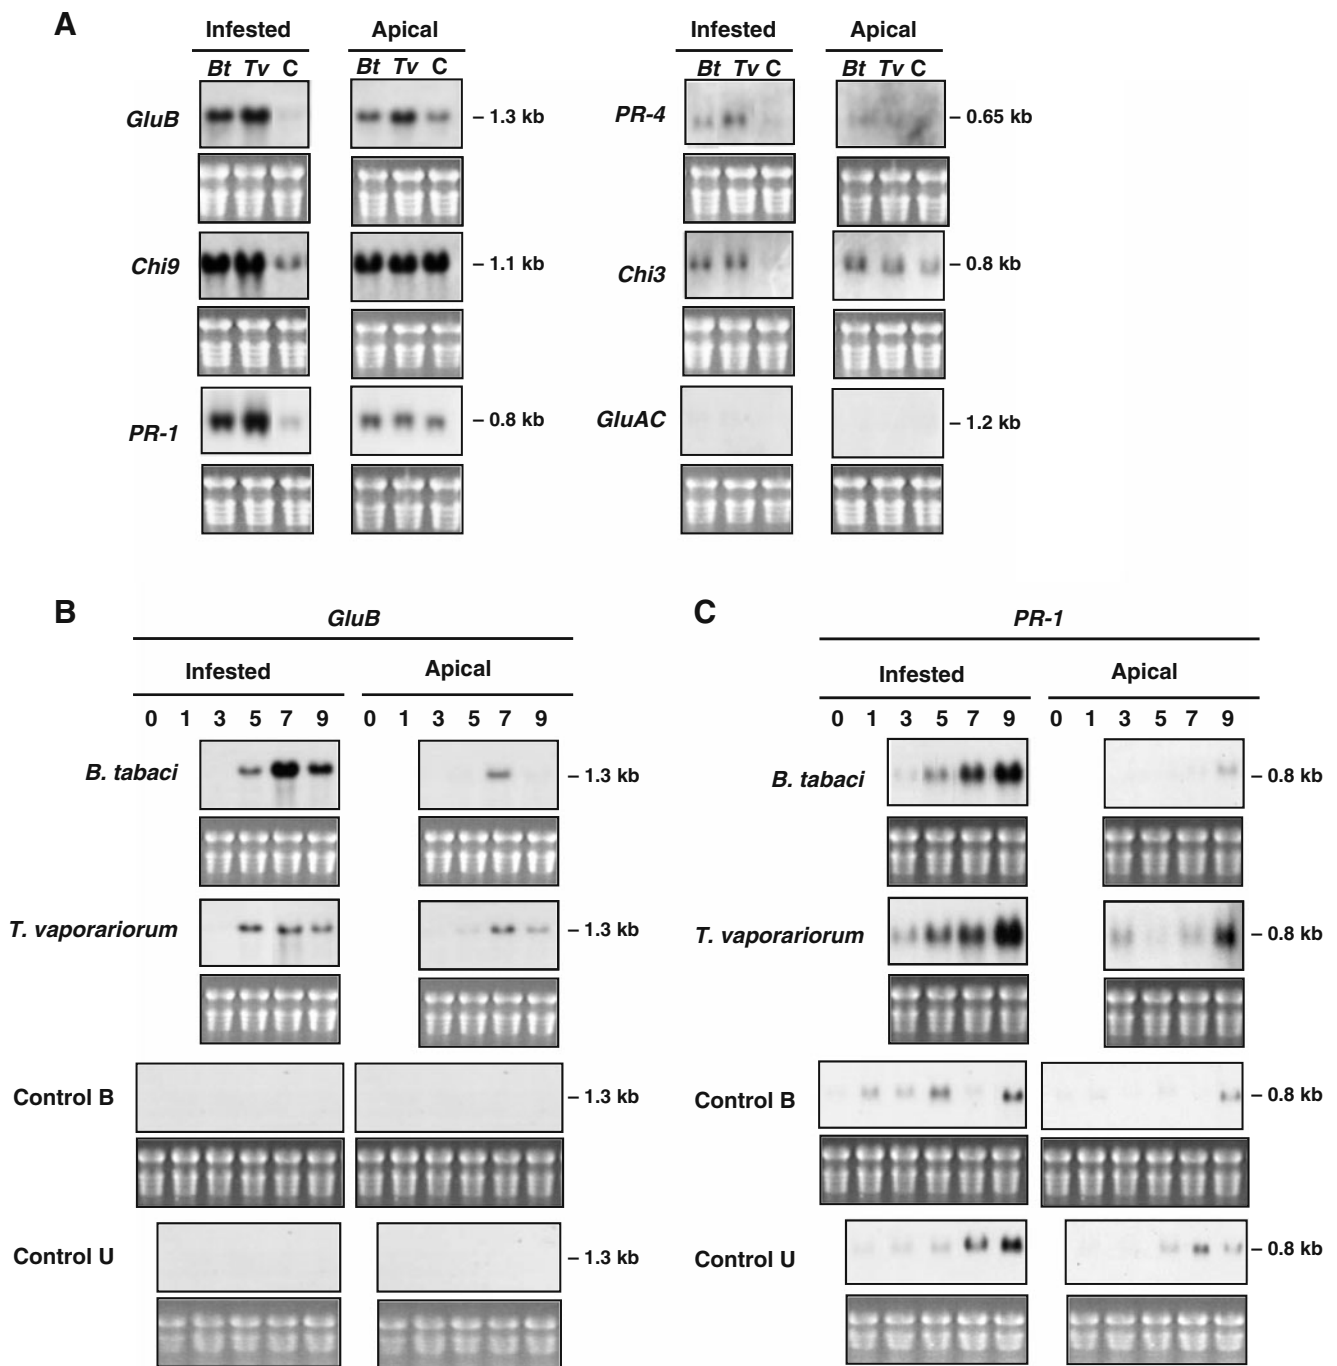 A
Infested Apical
Bt Tv C Bt Tv C
GluB – 1.3 kb
Chi9 – 1.1 kb
PR-1 – 0.8 kb
Infested Apical
Bt Tv C Bt Tv C
PR-4 – 0.65 kb
Chi3 – 0.8 kb
GluAC – 1.2 kb
B
GluB
Infested Apical
0 1 3 5 7 9 0 1 3 5 7 9
B. tabaci – 1.3 kb
T. vaporariorum – 1.3 kb
Control B – 1.3 kb
Control U – 1.3 kb
C
PR-1
Infested Apical
0 1 3 5 7 9 0 1 3 5 7 9
B. tabaci – 0.8 kb
T. vaporariorum – 0.8 kb
Control B – 0.8 kb
Control U – 0.8 kb